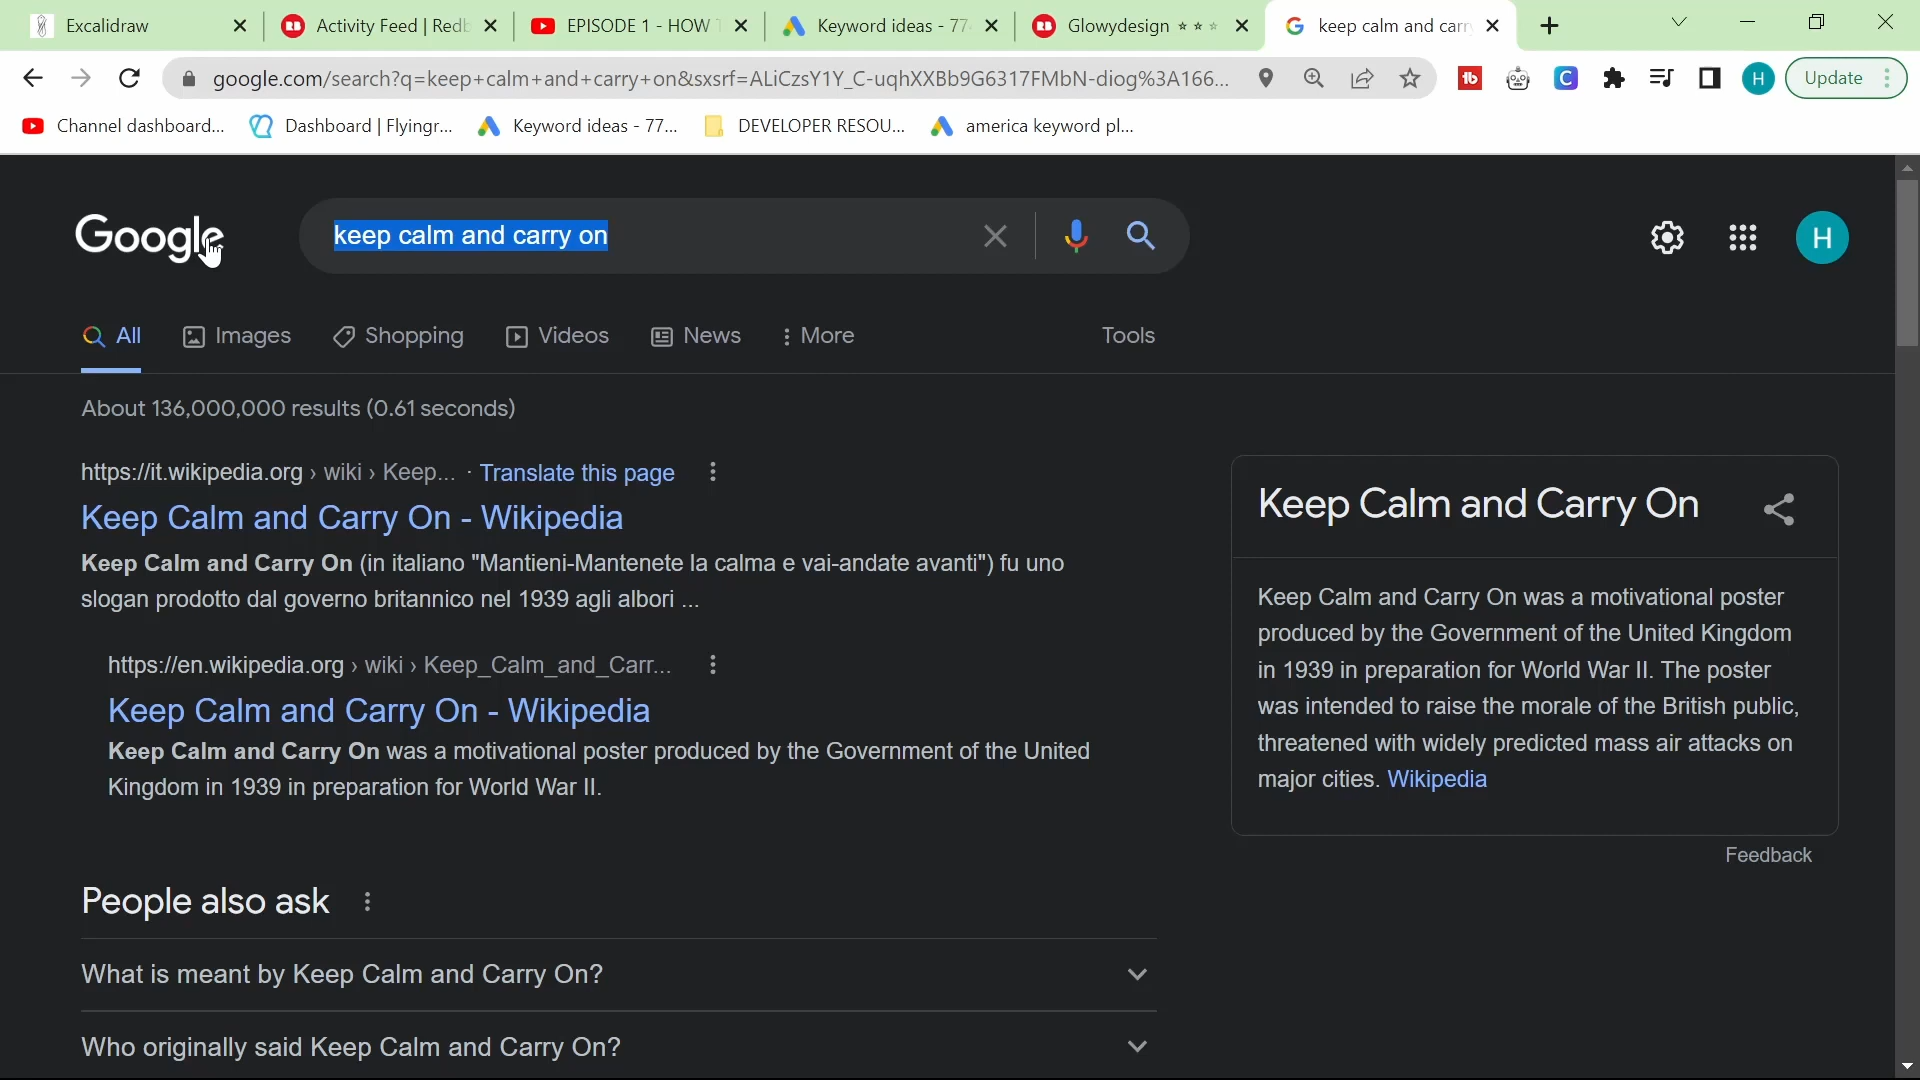 Excalidraw
Activity Feed | Redb
EPISODE 1 - HOW T
Keyword ideas - 77
Glowydesign ★ ★ ★
keep calm and carry
google.com/search?q=keep+calm+and+carry+on&sxsrf=ALiCzsY1Y_C-uqhXXBb9G6317FMbN-diog%3A166...
tb
C
H
Update
Channel dashboard...
Dashboard | Flyingr...
Keyword ideas - 77...
DEVELOPER RESOU...
america keyword pl...
Google
keep calm and carry on
H
All
Images
Shopping
Videos
News
More
Tools
About 136,000,000 results (0.61 seconds)
https://it.wikipedia.org › wiki › Keep... · Translate this page
Keep Calm and Carry On - Wikipedia
Keep Calm and Carry On (in italiano "Mantieni-Mantenete la calma e vai-andate avanti") fu uno
slogan prodotto dal governo britannico nel 1939 agli albori ...
https://en.wikipedia.org › wiki › Keep_Calm_and_Carr...
Keep Calm and Carry On - Wikipedia
Keep Calm and Carry On was a motivational poster produced by the Government of the United
Kingdom in 1939 in preparation for World War II.
People also ask
What is meant by Keep Calm and Carry On?
Who originally said Keep Calm and Carry On?
Keep Calm and Carry On
Keep Calm and Carry On was a motivational poster
produced by the Government of the United Kingdom
in 1939 in preparation for World War II. The poster
was intended to raise the morale of the British public,
threatened with widely predicted mass air attacks on
major cities. Wikipedia
Feedback